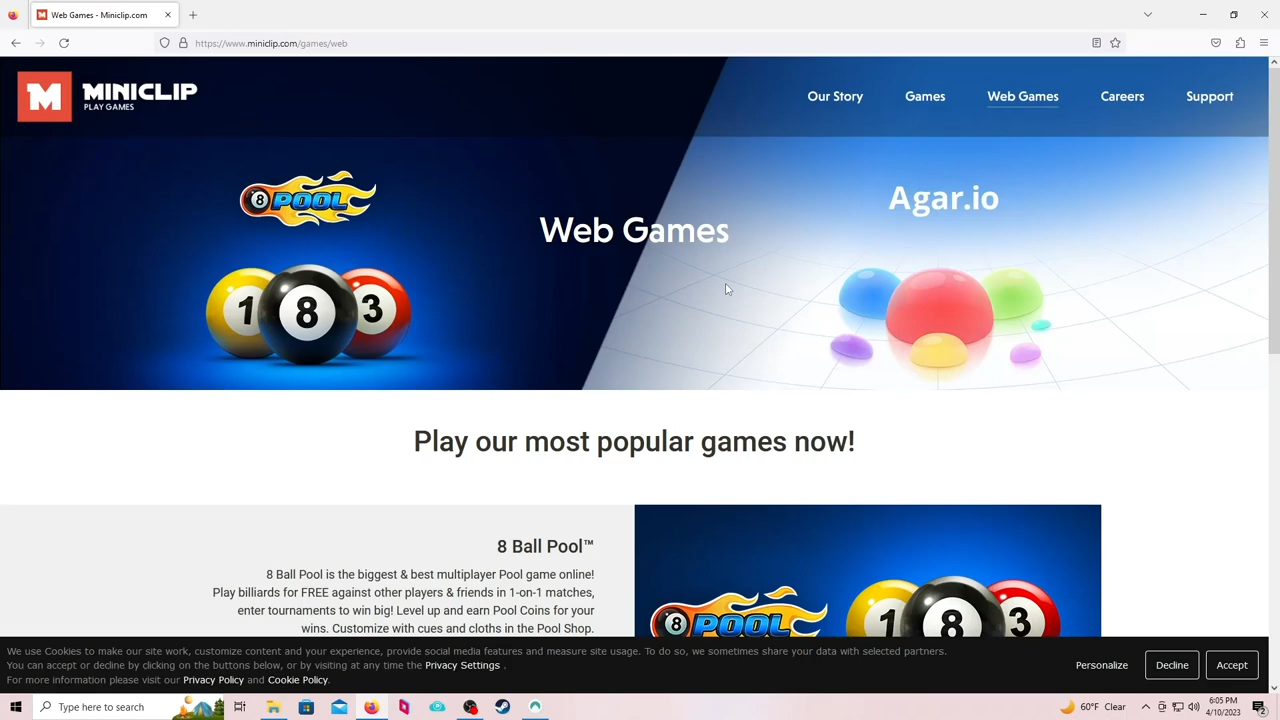 Web Games - Miniclip.com
https://www.miniclip.com/games/web
M
MINICLIP
PLAY GAMES
Our Story
Games
Web Games
Careers
Support
8 POOL
1 8 3
Web Games
Agar.io
Play our most popular games now!
8 Ball Pool™
8 Ball Pool is the biggest & best multiplayer Pool game online!
Play billiards for FREE against other players & friends in 1-on-1 matches,
enter tournaments to win big! Level up and earn Pool Coins for your
wins. Customize with cues and cloths in the Pool Shop.
8 POOL
1 8 3
We use Cookies to make our site work, customize content and your experience, provide social media features and measure site usage. To do so, we sometimes share your data with selected partners.
You can accept or decline by clicking on the buttons below, or by visiting at any time the Privacy Settings .
For more information please visit our Privacy Policy and Cookie Policy.
Personalize
Decline
Accept
Type here to search
60°F Clear
6:05 PM
4/10/2023
2